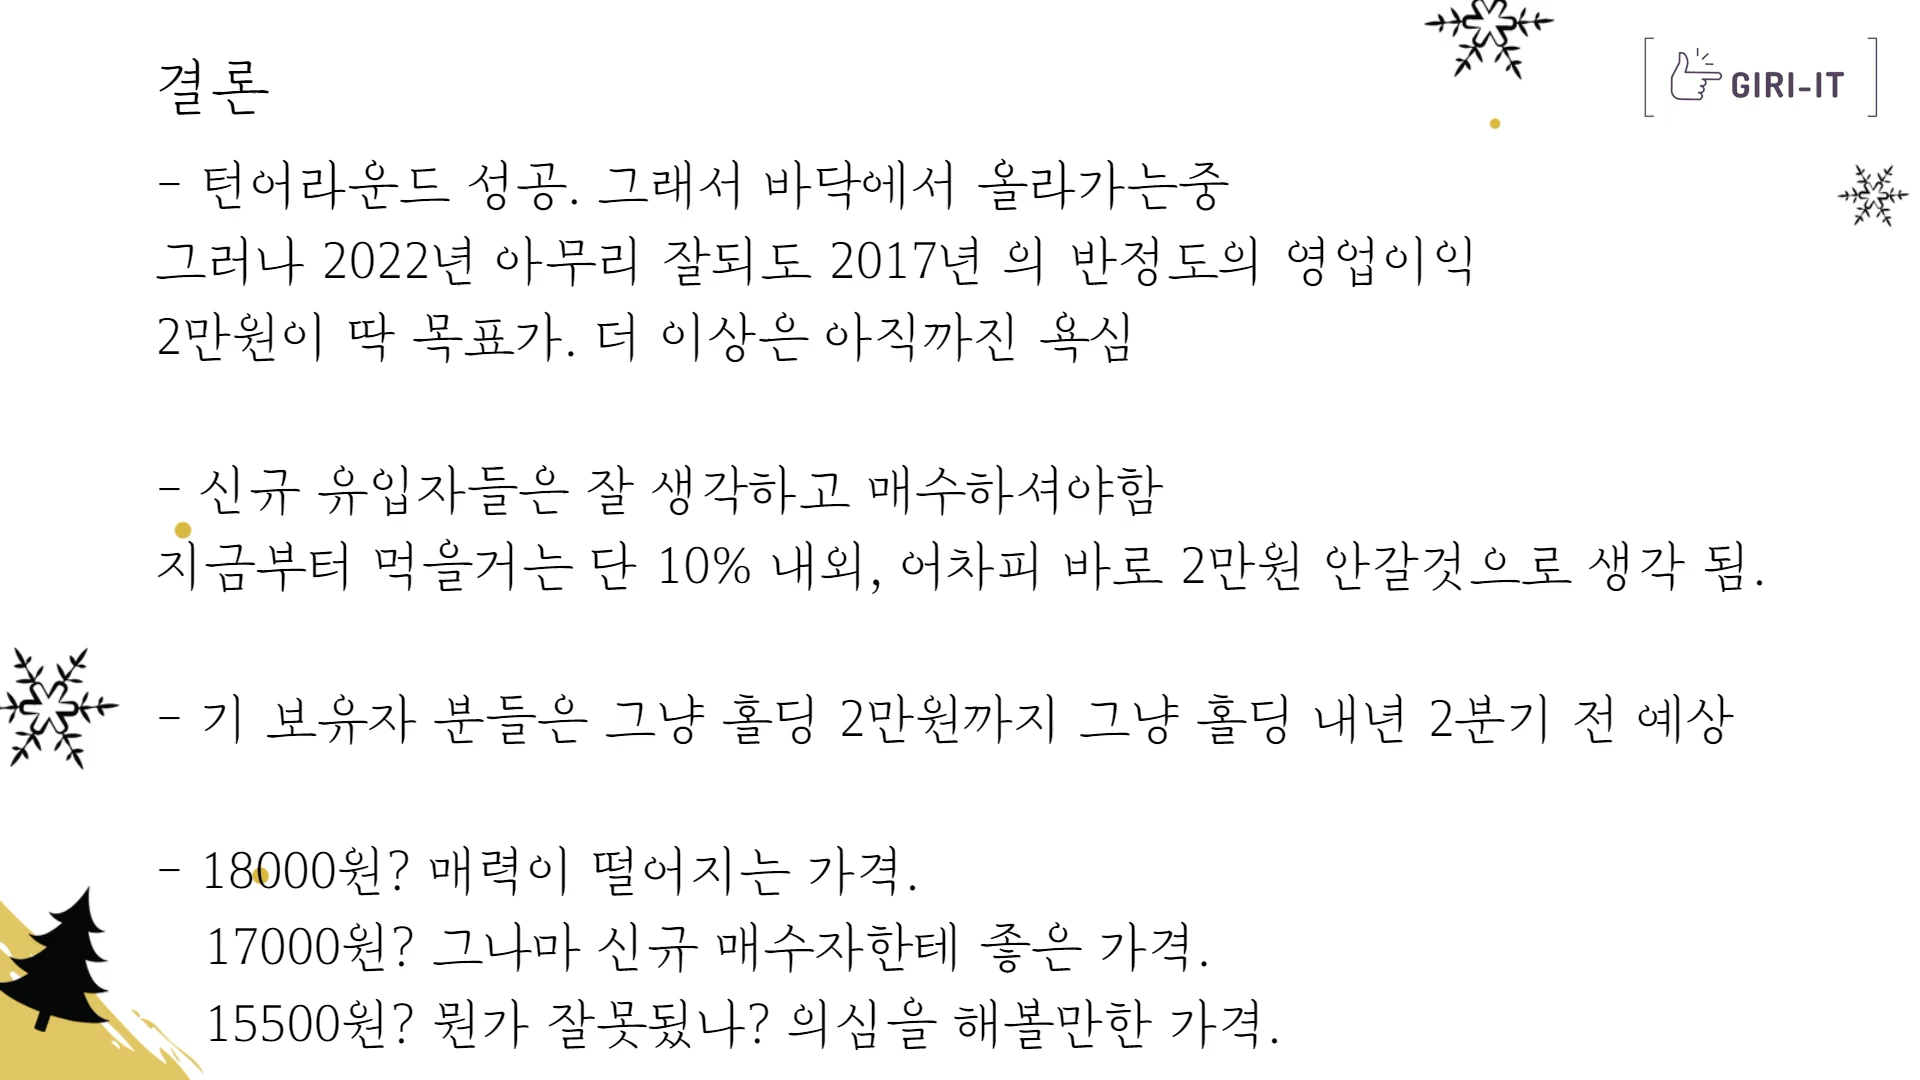 결론
GIRI-IT
- 턴어라운드 성공. 그래서 바닥에서 올라가는중
그러나 2022년 아무리 잘되도 2017년 의 반정도의 영업이익
2만원이 딱 목표가. 더 이상은 아직까진 욕심
- 신규 유입자들은 잘 생각하고 매수하셔야함
지금부터 먹을거는 단 10% 내외, 어차피 바로 2만원 안갈것으로 생각 됨.
- 기 보유자 분들은 그냥 홀딩 2만원까지 그냥 홀딩 내년 2분기 전 예상
- 18000원? 매력이 떨어지는 가격.
17000원? 그나마 신규 매수자한테 좋은 가격.
15500원? 뭔가 잘못됬나? 의심을 해볼만한 가격.